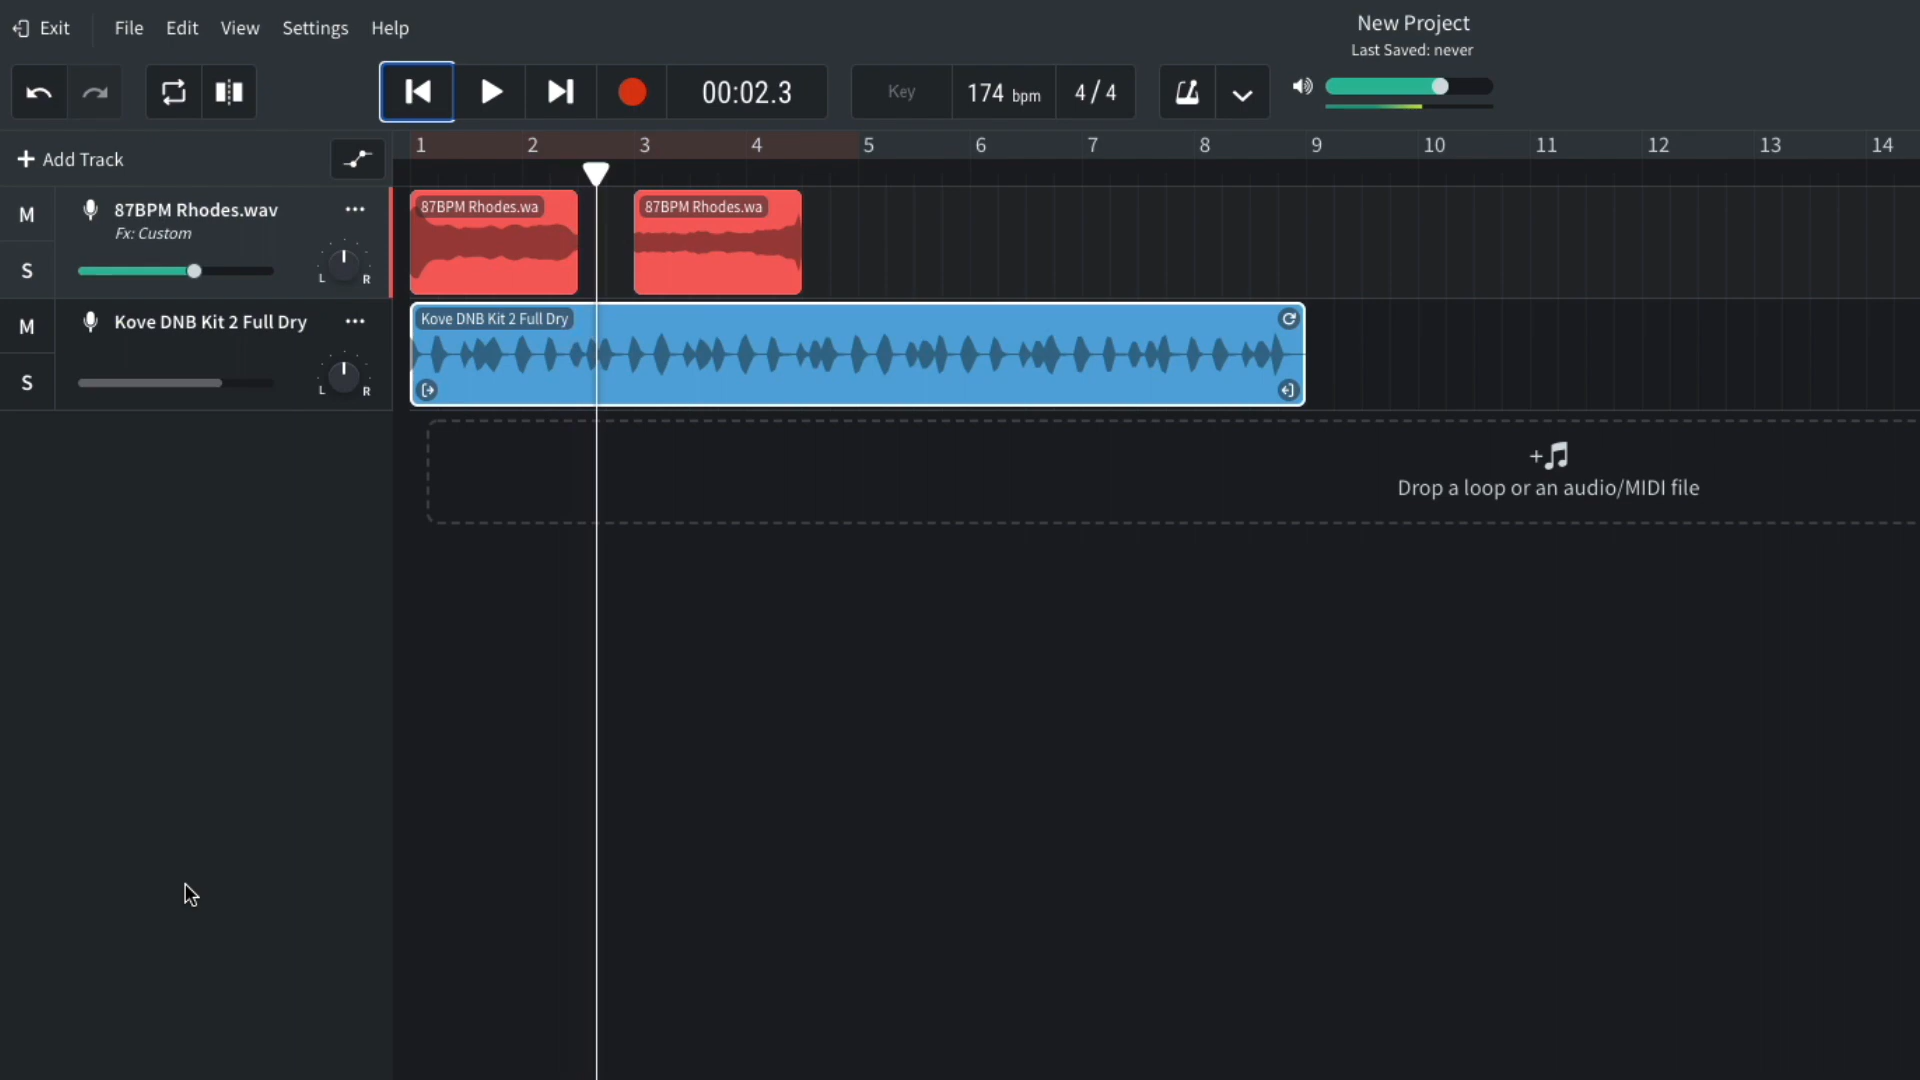 Exit File Edit View Settings Help
New Project
Last Saved: never
00:02.3 Key 174 bpm 4 / 4
+ Add Track
1 2 3 4 5 6 7 8 9 10 11 12 13 14
M 87BPM Rhodes.wav ...
Fx: Custom
S L R
87BPM Rhodes.wa 87BPM Rhodes.wa
M Kove DNB Kit 2 Full Dry ...
S L R
Kove DNB Kit 2 Full Dry
Drop a loop or an audio/MIDI file